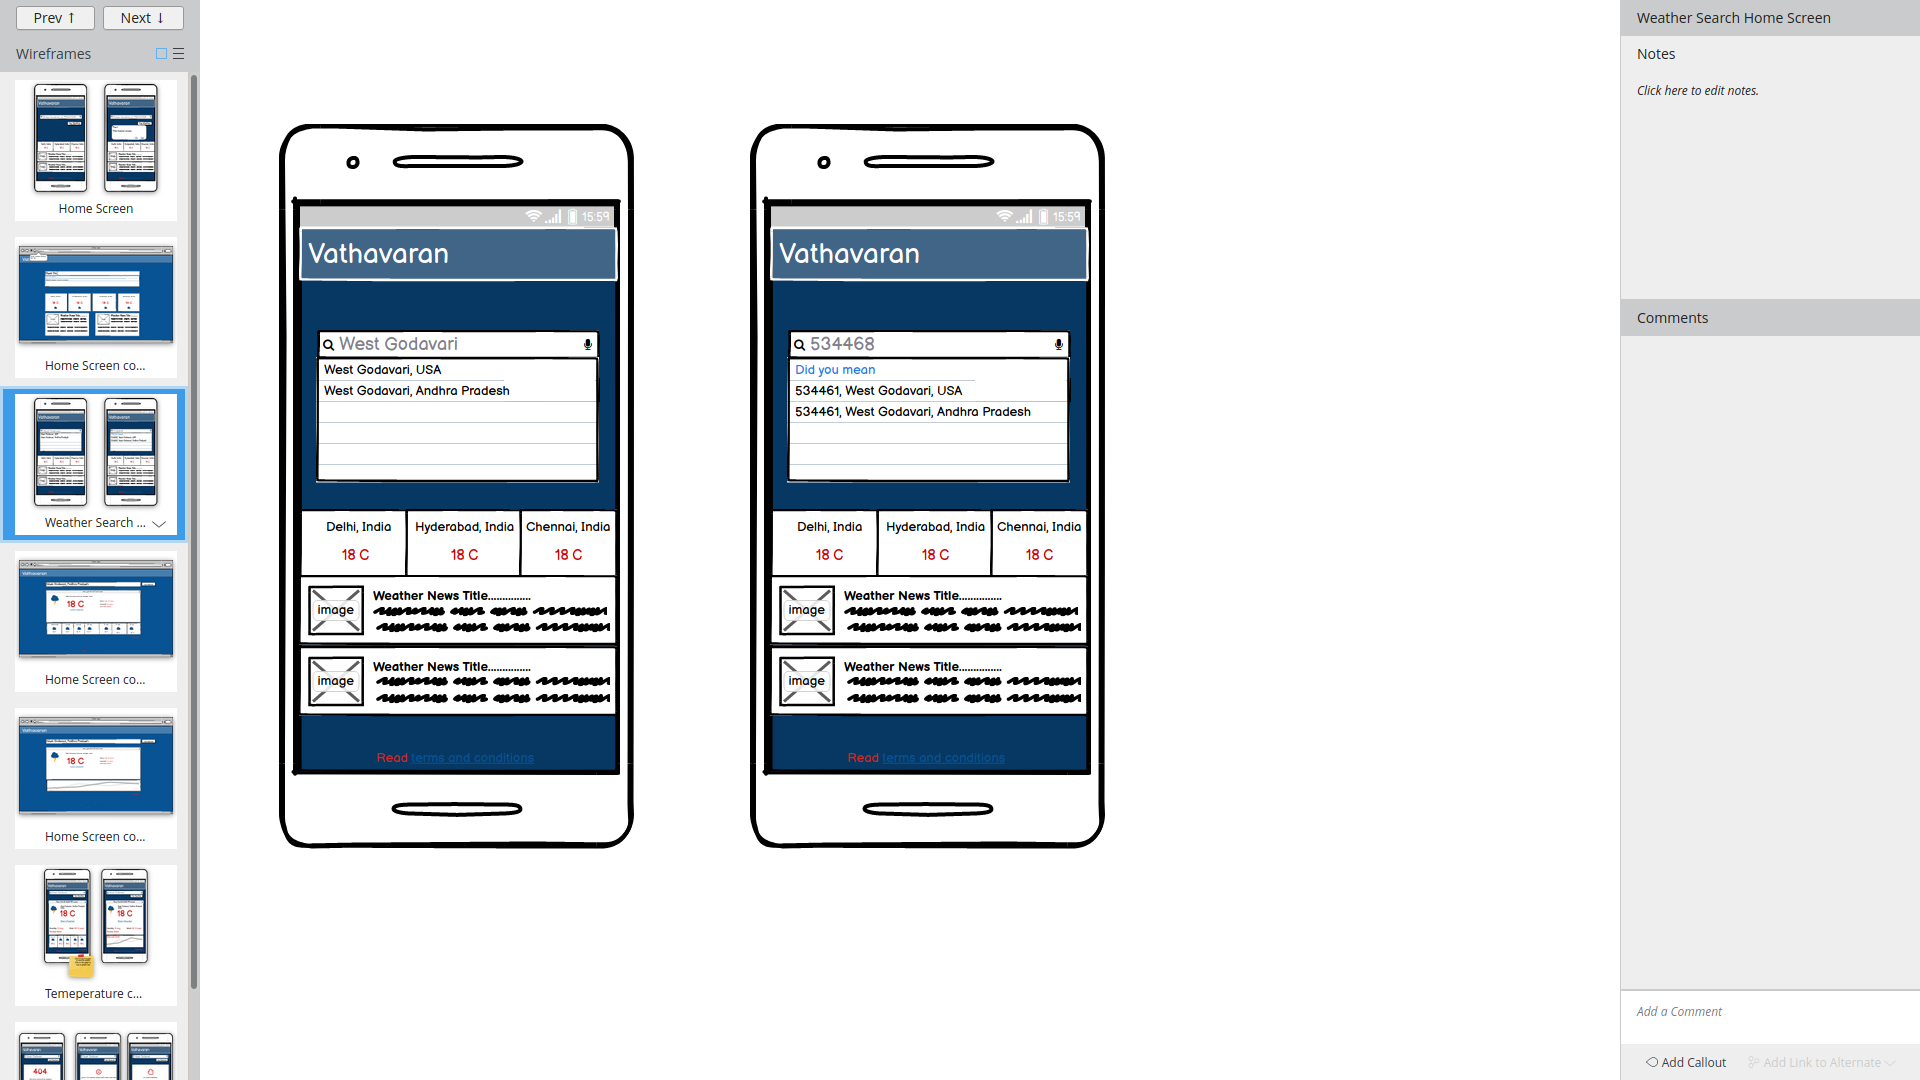 Prev ↑
Next ↓
Wireframes
Home Screen
Home Screen co...
Weather Search ...
Home Screen co...
Home Screen co...
Temeperature c...
404
15:59
Vathavaran
West Godavari
West Godavari, USA
West Godavari, Andhra Pradesh
Delhi, India
18 C
Hyderabad, India
18 C
Chennai, India
18 C
image
Weather News Title...............
image
Weather News Title...............
Read terms and conditions
15:59
Vathavaran
534468
Did you mean
534461, West Godavari, USA
534461, West Godavari, Andhra Pradesh
Delhi, India
18 C
Hyderabad, India
18 C
Chennai, India
18 C
image
Weather News Title...............
image
Weather News Title...............
Read terms and conditions
Weather Search Home Screen
Notes
Click here to edit notes.
Comments
Add a Comment
Add Callout
Add Link to Alternate